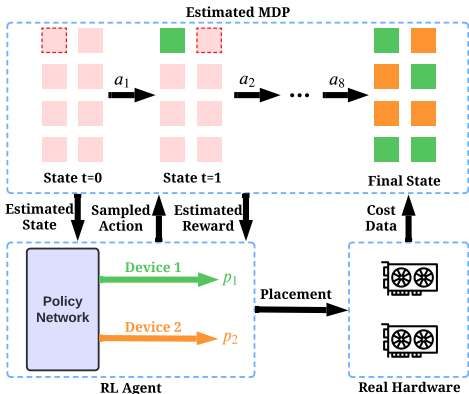 Estimated MDP
a1
a2
...
a8
State t=0
State t=1
Final State
Estimated
State
Sampled
Action
Estimated
Reward
Cost
Data
Policy
Network
Device 1
p1
Device 2
p2
Placement
RL Agent
Real Hardware